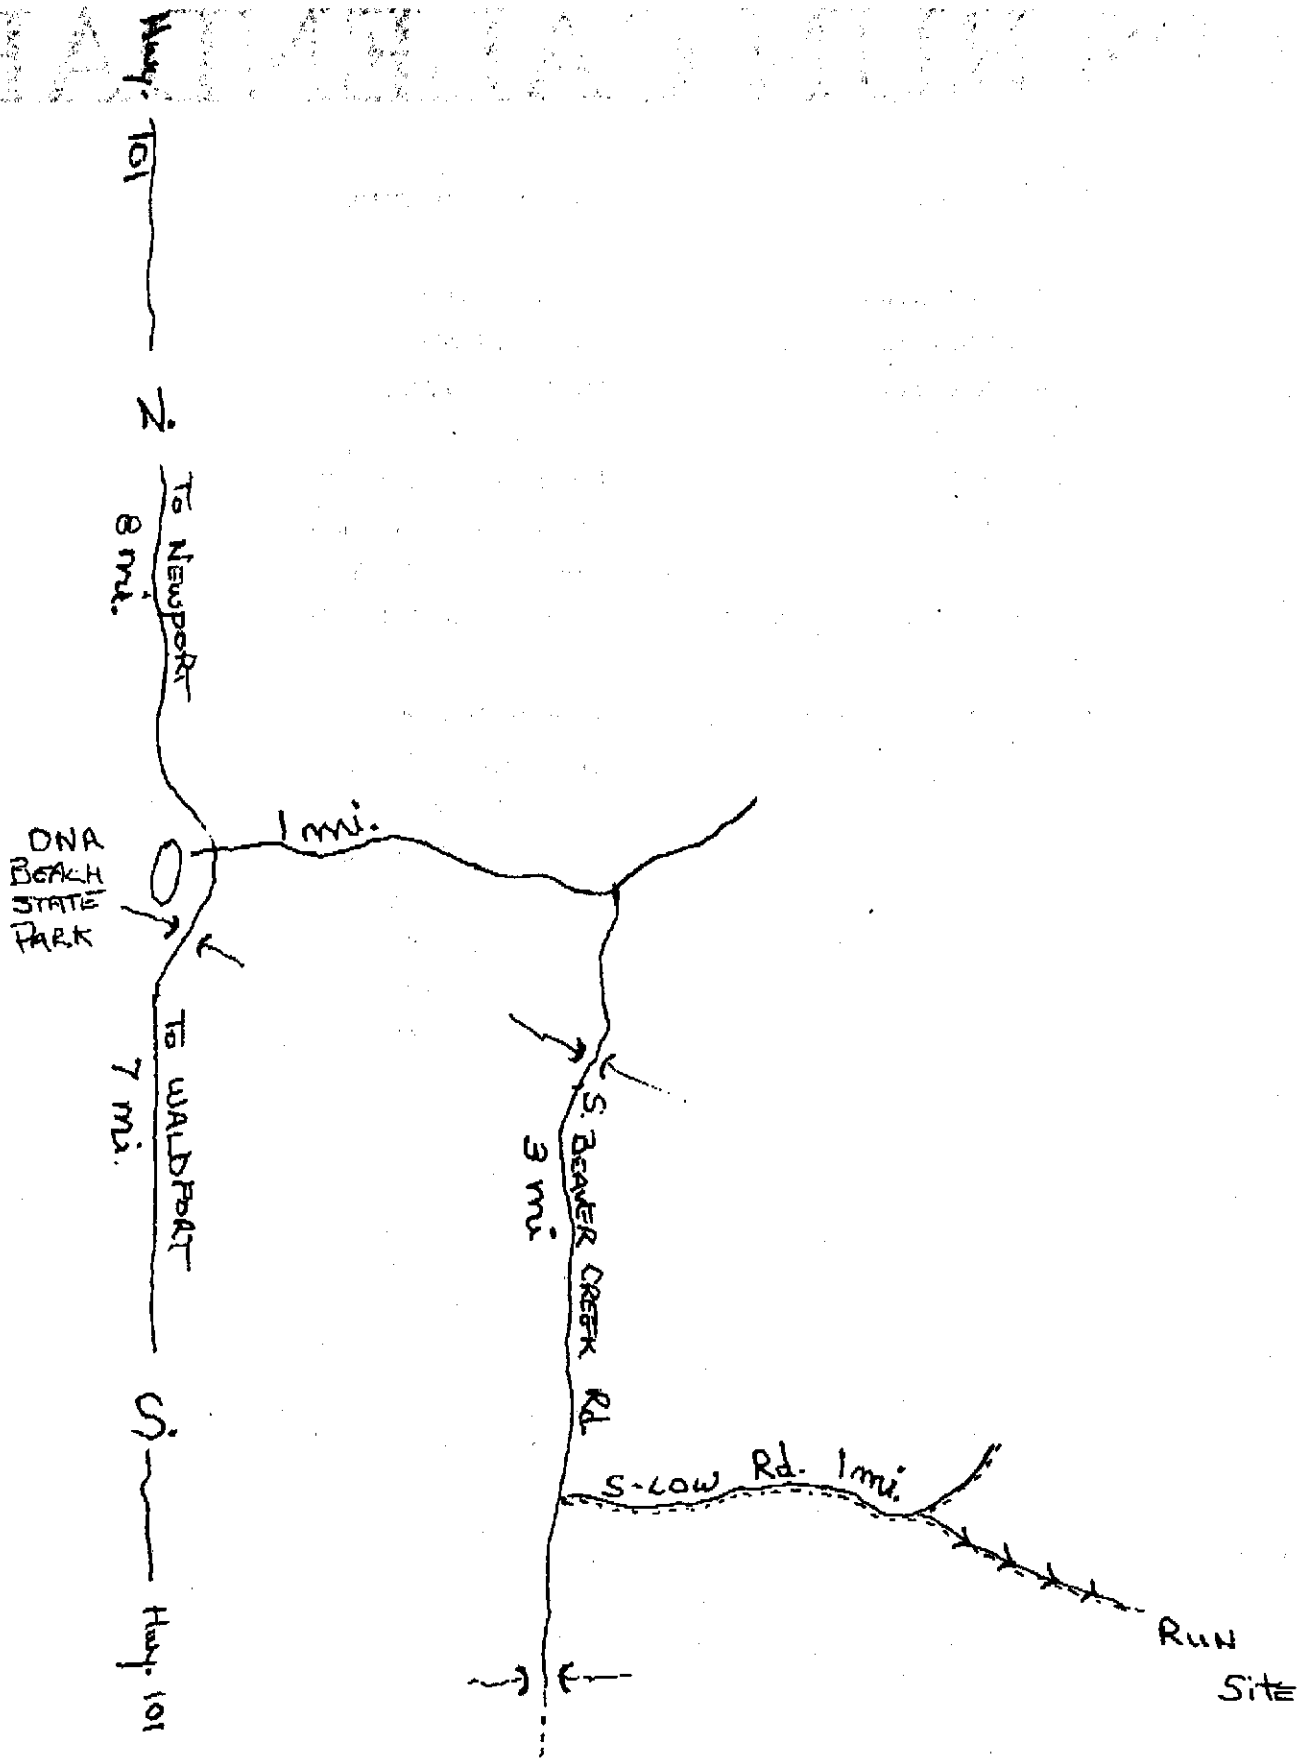 Hwy. 101
N.
To NEWPORT
8 mi.
1 mi.
ONA
BEACH
STATE
PARK
To WALDPORT
7 mi.
S. BEAVER CREEK Rd.
3 mi
S-LOW Rd. 1 mi.
S.
Hwy. 101
RUN
SitE